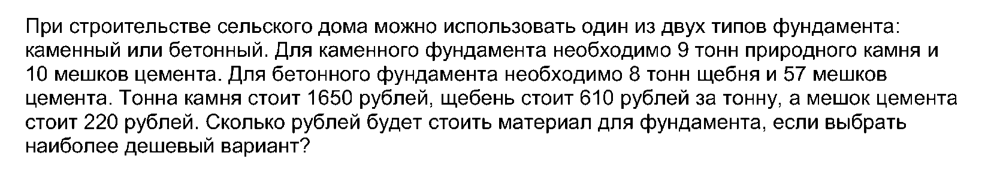 При строительстве сельского дома можно использовать один из двух типов фундамента:
каменный или бетонный. Для каменного фундамента необходимо 9 тонн природного камня и
10 мешков цемента. Для бетонного фундамента необходимо 8 тонн щебня и 57 мешков
цемента. Тонна камня стоит 1650 рублей, щебень стоит 610 рублей за тонну, а мешок цемента
стоит 220 рублей. Сколько рублей будет стоить материал для фундамента, если выбрать
наиболее дешевый вариант?